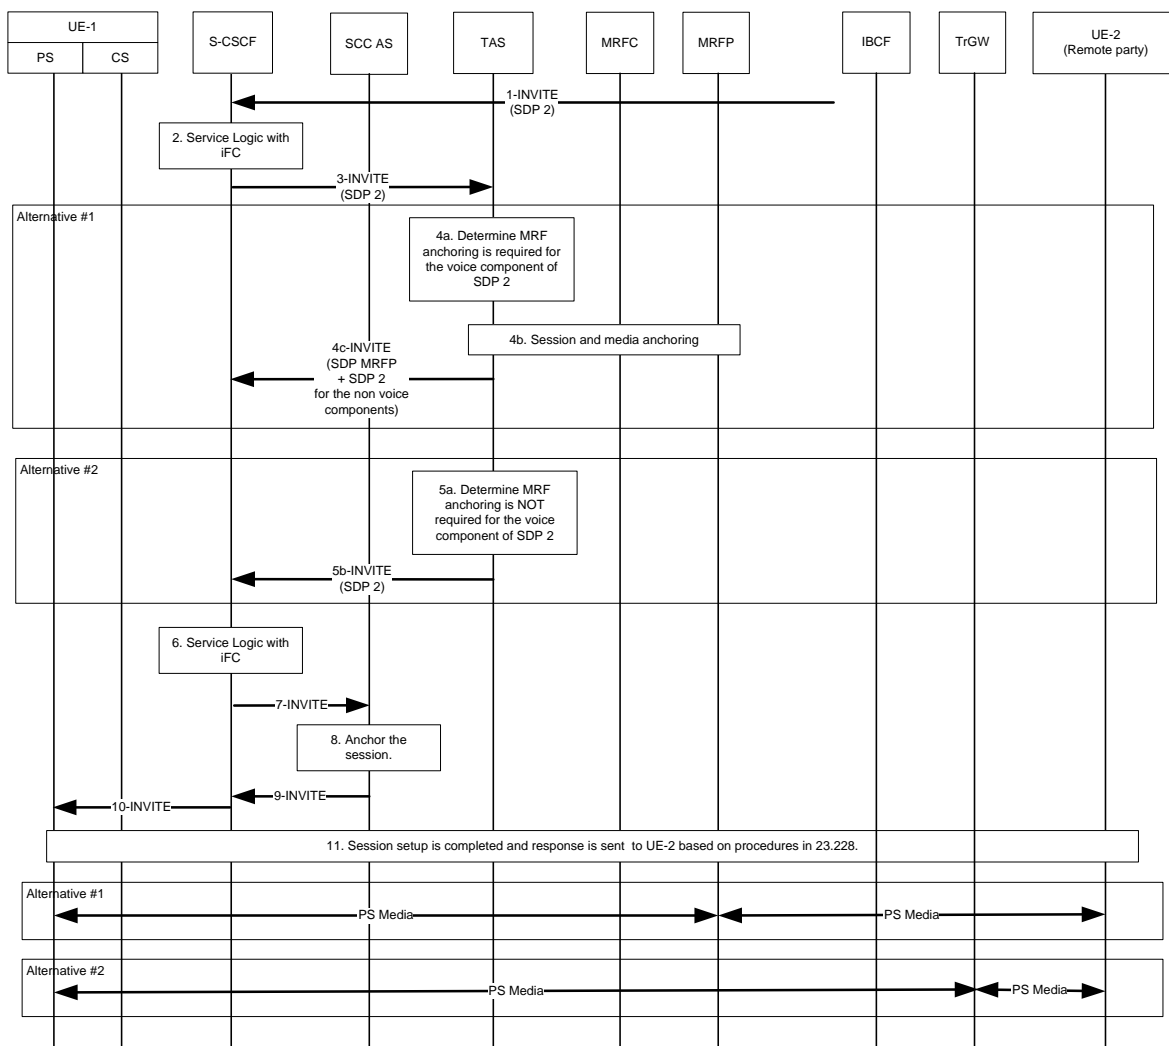 UE-1
PS
CS
S-CSCF
SCC AS
TAS
MRFC
MRFP
IBCF
TrGW
UE-2
(Remote party)
1-INVITE
(SDP 2)
2. Service Logic with
iFC
3-INVITE
(SDP 2)
Alternative #1
4a. Determine MRF
anchoring is required for
the voice component of
SDP 2
4b. Session and media anchoring
4c-INVITE
(SDP MRFP
+ SDP 2
for the non voice
components)
Alternative #2
5a. Determine MRF
anchoring is NOT
required for the voice
component of SDP 2
5b-INVITE
(SDP 2)
6. Service Logic with
iFC
7-INVITE
8. Anchor the
session.
9-INVITE
10-INVITE
11. Session setup is completed and response is sent  to UE-2 based on procedures in 23.228.
Alternative #1
PS Media
PS Media
Alternative #2
PS Media
PS Media